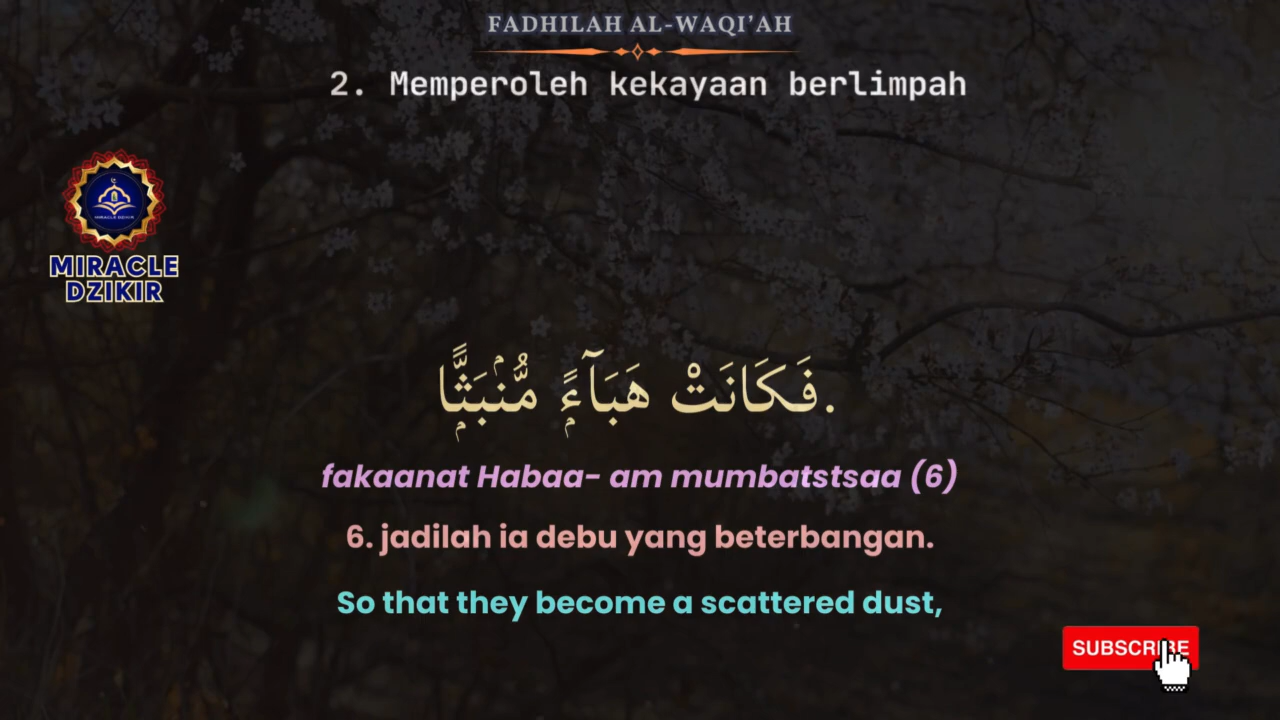 FADHILAH AL-WAQI'AH
2. Memperoleh kekayaan berlimpah
MIRACLE
DZIKIR
فَكَانَتْ هَبَآءً مُّنۢبَثًّا.
fakaanat Habaa- am mumbatstsaa (6)
6. jadilah ia debu yang beterbangan.
So that they become a scattered dust,
SUBSCRIBE